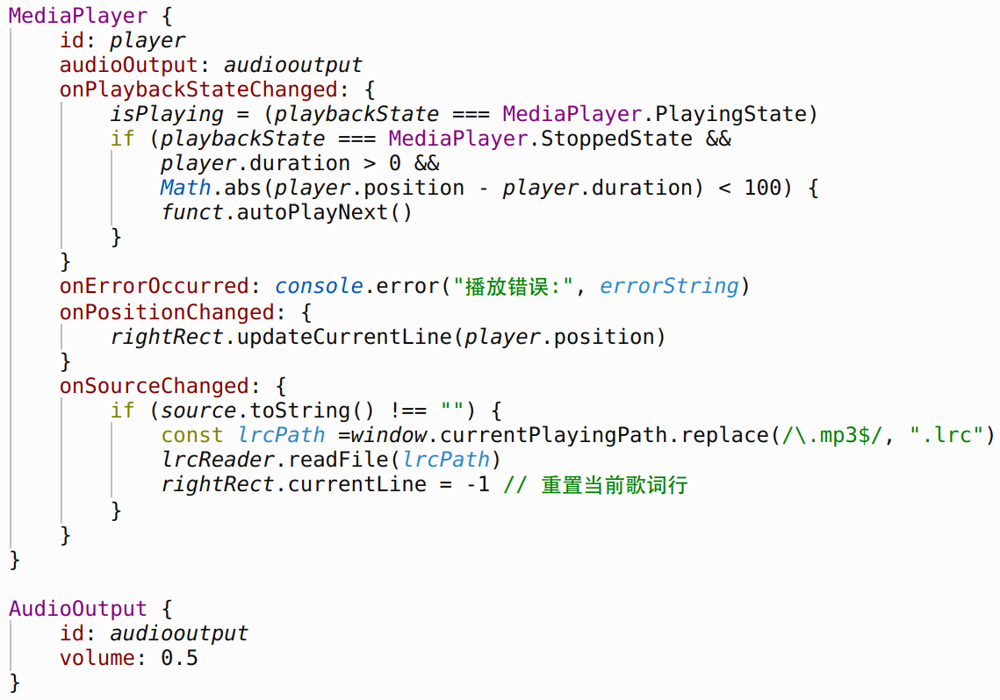 MediaPlayer {
    id: player
    audioOutput: audiooutput
    onPlaybackStateChanged: {
        isPlaying = (playbackState === MediaPlayer.PlayingState)
        if (playbackState === MediaPlayer.StoppedState &&
            player.duration > 0 &&
            Math.abs(player.position - player.duration) < 100) {
            funct.autoPlayNext()
        }
    }
    onErrorOccurred: console.error("播放错误:", errorString)
    onPositionChanged: {
        rightRect.updateCurrentLine(player.position)
    }
    onSourceChanged: {
        if (source.toString() !== "") {
            const lrcPath =window.currentPlayingPath.replace(/\.mp3$/, ".lrc")
            lrcReader.readFile(lrcPath)
            rightRect.currentLine = -1 // 重置当前歌词行
        }
    }
}

AudioOutput {
    id: audiooutput
    volume: 0.5
}